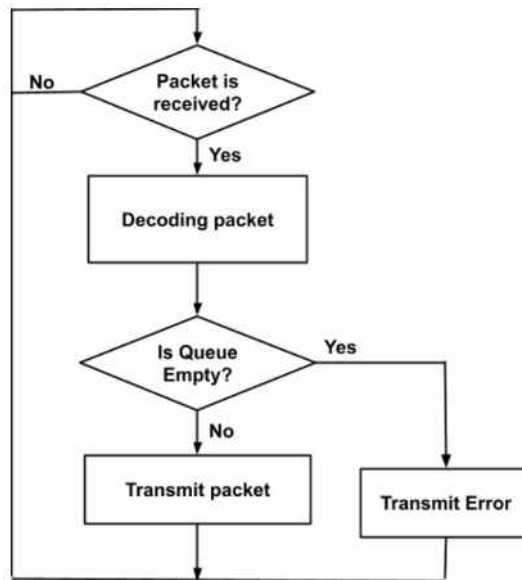 No
Packet is
received?
Yes
Decoding packet
Is Queue
Empty?
Yes
No
Transmit packet
Transmit Error